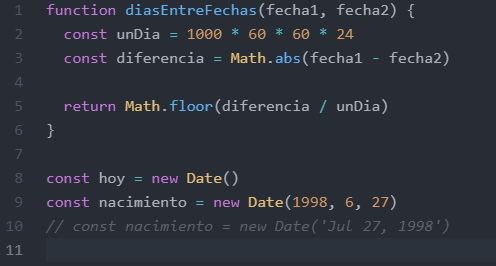 1 function diasEntreFechas(fecha1, fecha2) {
2   const unDia = 1000 * 60 * 60 * 24
3   const diferencia = Math.abs(fecha1 - fecha2)
4
5   return Math.floor(diferencia / unDia)
6 }
7
8 const hoy = new Date()
9 const nacimiento = new Date(1998, 6, 27)
10 // const nacimiento = new Date('Jul 27, 1998')
11